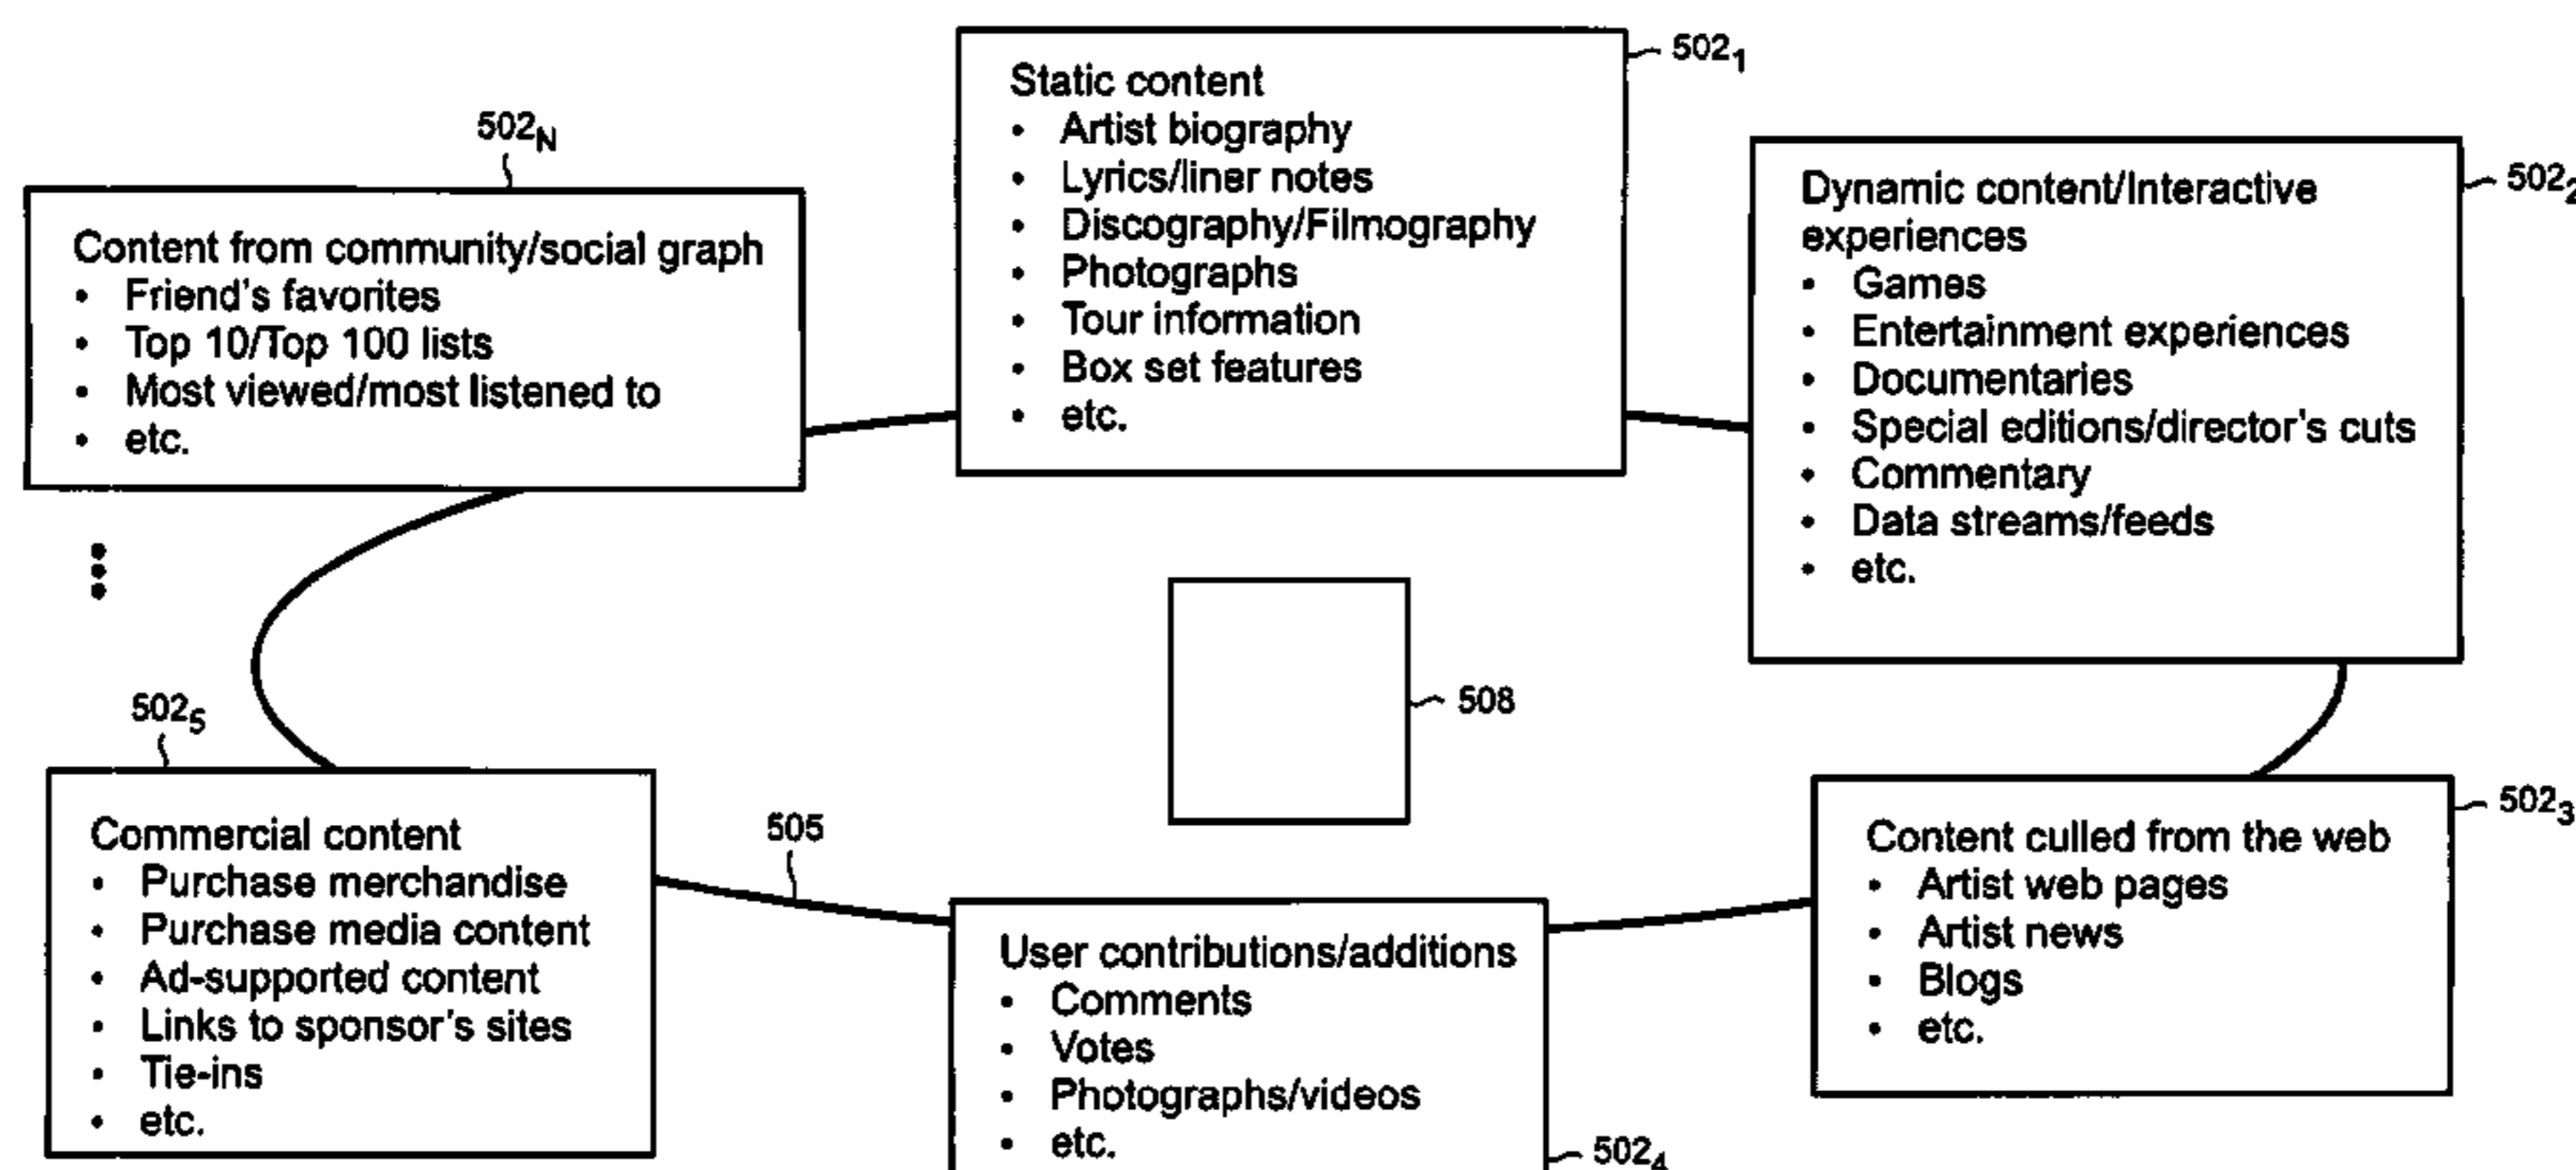 502₁
Static content
• Artist biography
• Lyrics/liner notes
• Discography/Filmography
• Photographs
• Tour information
• Box set features
• etc.
502N
Content from community/social graph
• Friend's favorites
• Top 10/Top 100 lists
• Most viewed/most listened to
• etc.
502₂
Dynamic content/Interactive
experiences
• Games
• Entertainment experiences
• Documentaries
• Special editions/director's cuts
• Commentary
• Data streams/feeds
• etc.
508
502₅
Commercial content
• Purchase merchandise
• Purchase media content
• Ad-supported content
• Links to sponsor's sites
• Tie-ins
• etc.
505
User contributions/additions
• Comments
• Votes
• Photographs/videos
• etc.
502₄
502₃
Content culled from the web
• Artist web pages
• Artist news
• Blogs
• etc.